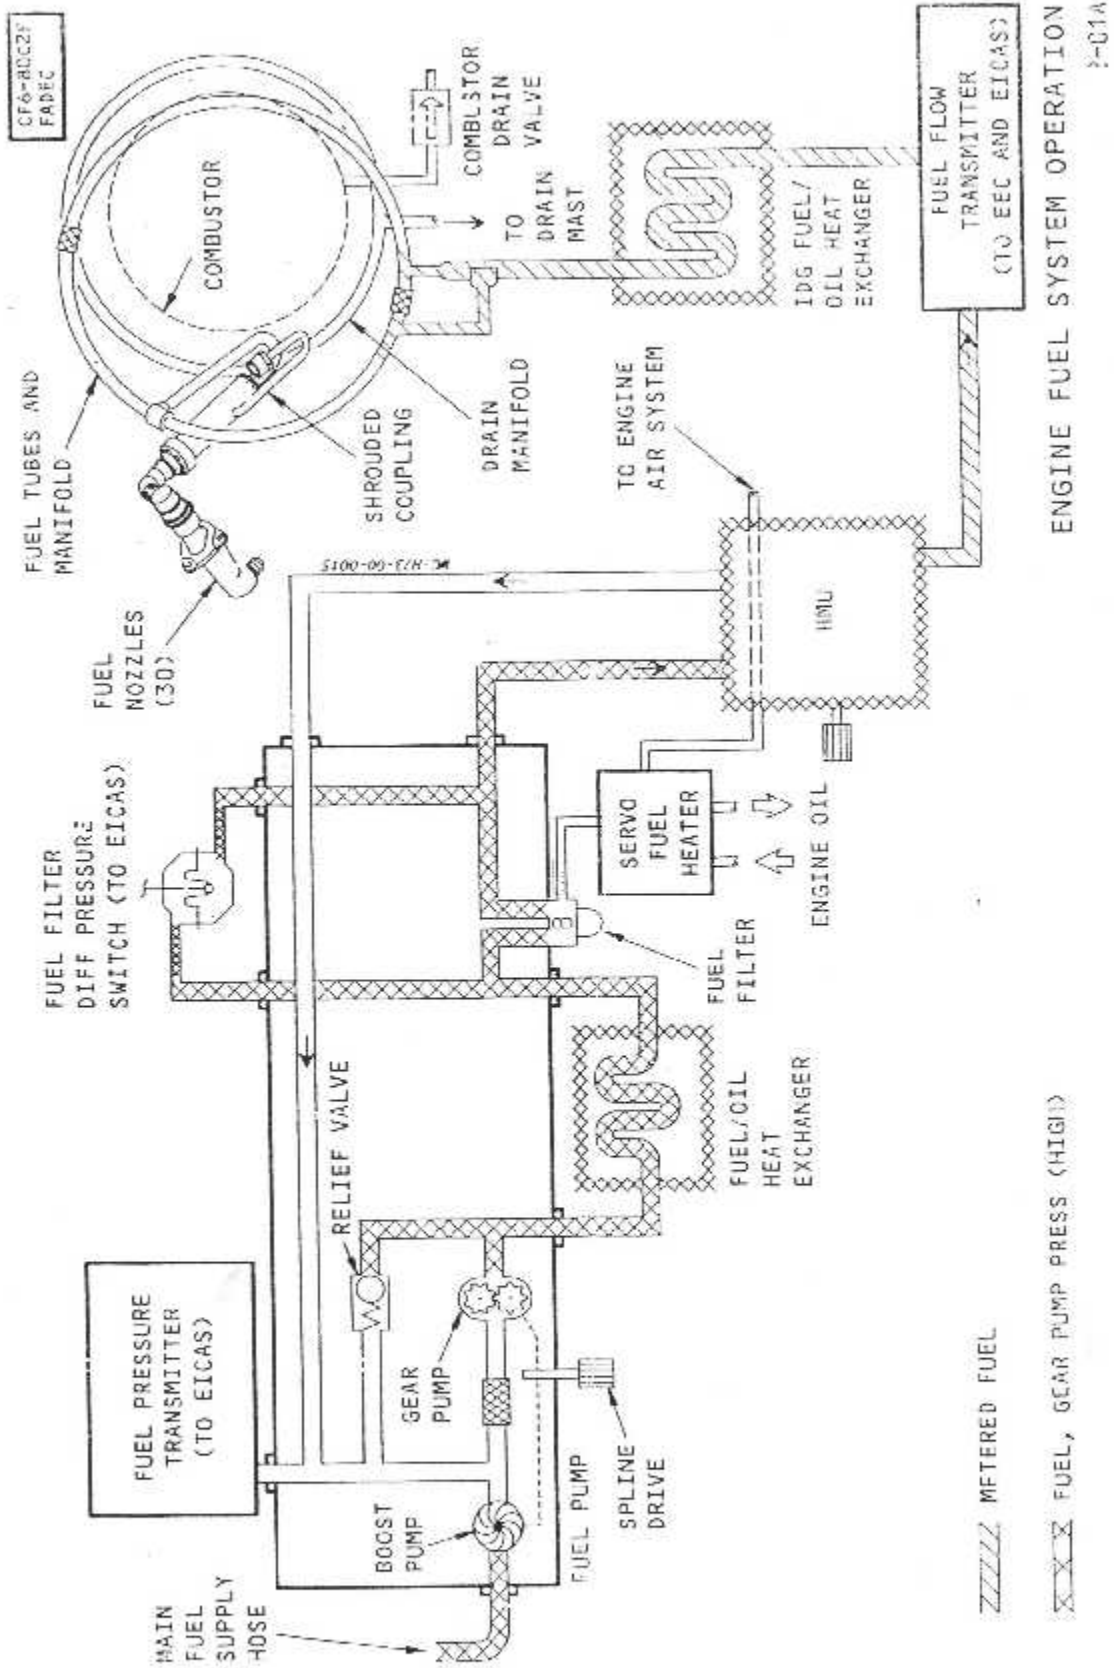 CF6-80C2F
FADEC
FUEL TUBES AND
MANIFOLD
COMBUSTOR
COMBUSTOR
DRAIN
VALVE
TO
DRAIN
MAST
DRAIN
MANIFOLD
SHROUDED
COUPLING
FUEL
NOZZLES
(30)
IDG FUEL/
OIL HEAT
EXCHANGER
FUEL FLOW
TRANSMITTER
(TO EEC AND EICAS)
TO ENGINE
AIR SYSTEM
HMU
FUEL FILTER
DIFF PRESSURE
SWITCH (TO EICAS)
SERVO
FUEL
HEATER
ENGINE OIL
FUEL
FILTER
FUEL/OIL
HEAT
EXCHANGER
RELIEF VALVE
FUEL PRESSURE
TRANSMITTER
(TO EICAS)
GEAR
PUMP
BOOST
PUMP
FUEL PUMP
SPLINE
DRIVE
MAIN
FUEL
SUPPLY
HOSE
METERED FUEL
FUEL, GEAR PUMP PRESS (HIGH)
ENGINE FUEL SYSTEM OPERATION